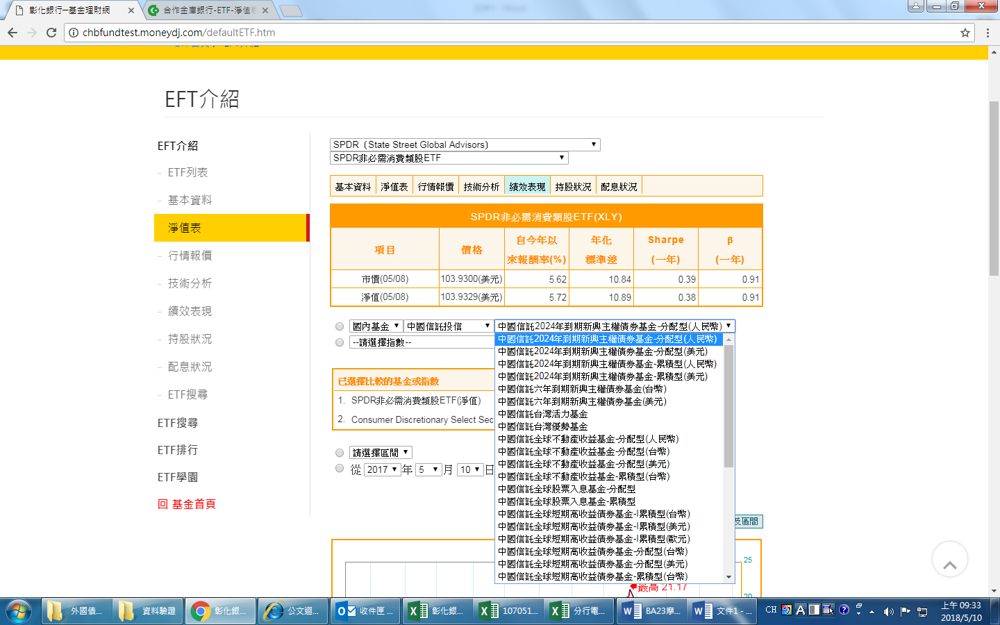 彰化銀行─基金理財網
合作金庫銀行-ETF-淨值
chbfundtest.moneydj.com/defaultETF.htm
EFT介紹
EFT介紹
- ETF列表
- 基本資料
淨值表
- 行情報價
- 技術分析
- 績效表現
- 持股狀況
- 配息狀況
- ETF搜尋
ETF搜尋
ETF排行
ETF學園
回 基金首頁
SPDR〔State Street Global Advisors〕
SPDR非必需消費類股ETF
基本資料 淨值表 行情報價 技術分析 績效表現 持股狀況 配息狀況
SPDR非必需消費類股ETF(XLY)
項目 價格 自今年以來報酬率(%) 年化標準差 Sharpe(一年) β(一年)
市價(05/08) 103.9300(美元) 5.62 10.84 0.39 0.91
淨值(05/08) 103.9329(美元) 5.72 10.89 0.38 0.91
國內基金 中國信託投信 中國信託2024年到期新興主權債券基金-分配型(人民幣)
--請選擇指數--
中國信託2024年到期新興主權債券基金-分配型(人民幣)
中國信託2024年到期新興主權債券基金-分配型(美元)
中國信託2024年到期新興主權債券基金-累積型(人民幣)
中國信託2024年到期新興主權債券基金-累積型(美元)
中國信託六年到期新興主權債券基金(台幣)
中國信託六年到期新興主權債券基金(美元)
中國信託台灣活力基金
中國信託台灣優勢基金
中國信託全球不動產收益基金-分配型(人民幣)
中國信託全球不動產收益基金-分配型(台幣)
中國信託全球不動產收益基金-分配型(美元)
中國信託全球不動產收益基金-累積型(台幣)
中國信託全球股票入息基金-分配型
中國信託全球股票入息基金-累積型
中國信託全球短期高收益債券基金-I累積型(台幣)
中國信託全球短期高收益債券基金-I累積型(美元)
中國信託全球短期高收益債券基金-I累積型(歐元)
中國信託全球短期高收益債券基金-分配型(台幣)
中國信託全球短期高收益債券基金-分配型(美元)
中國信託全球短期高收益債券基金-累積型(台幣)
已選擇比較的基金或指數
1. SPDR非必需消費類股ETF(淨值)
2. Consumer Discretionary Select Sec
請選擇區間
從 2017 年 5 月 10 日
及區間
25
最高 21.17
20
外國債... 資料驗證 彰化銀... 公文迴... 收件匣 ... 彰化銀... 107051... 分行電... BA23摩... 文件1 - ...
CH
上午 09:33
2018/5/10